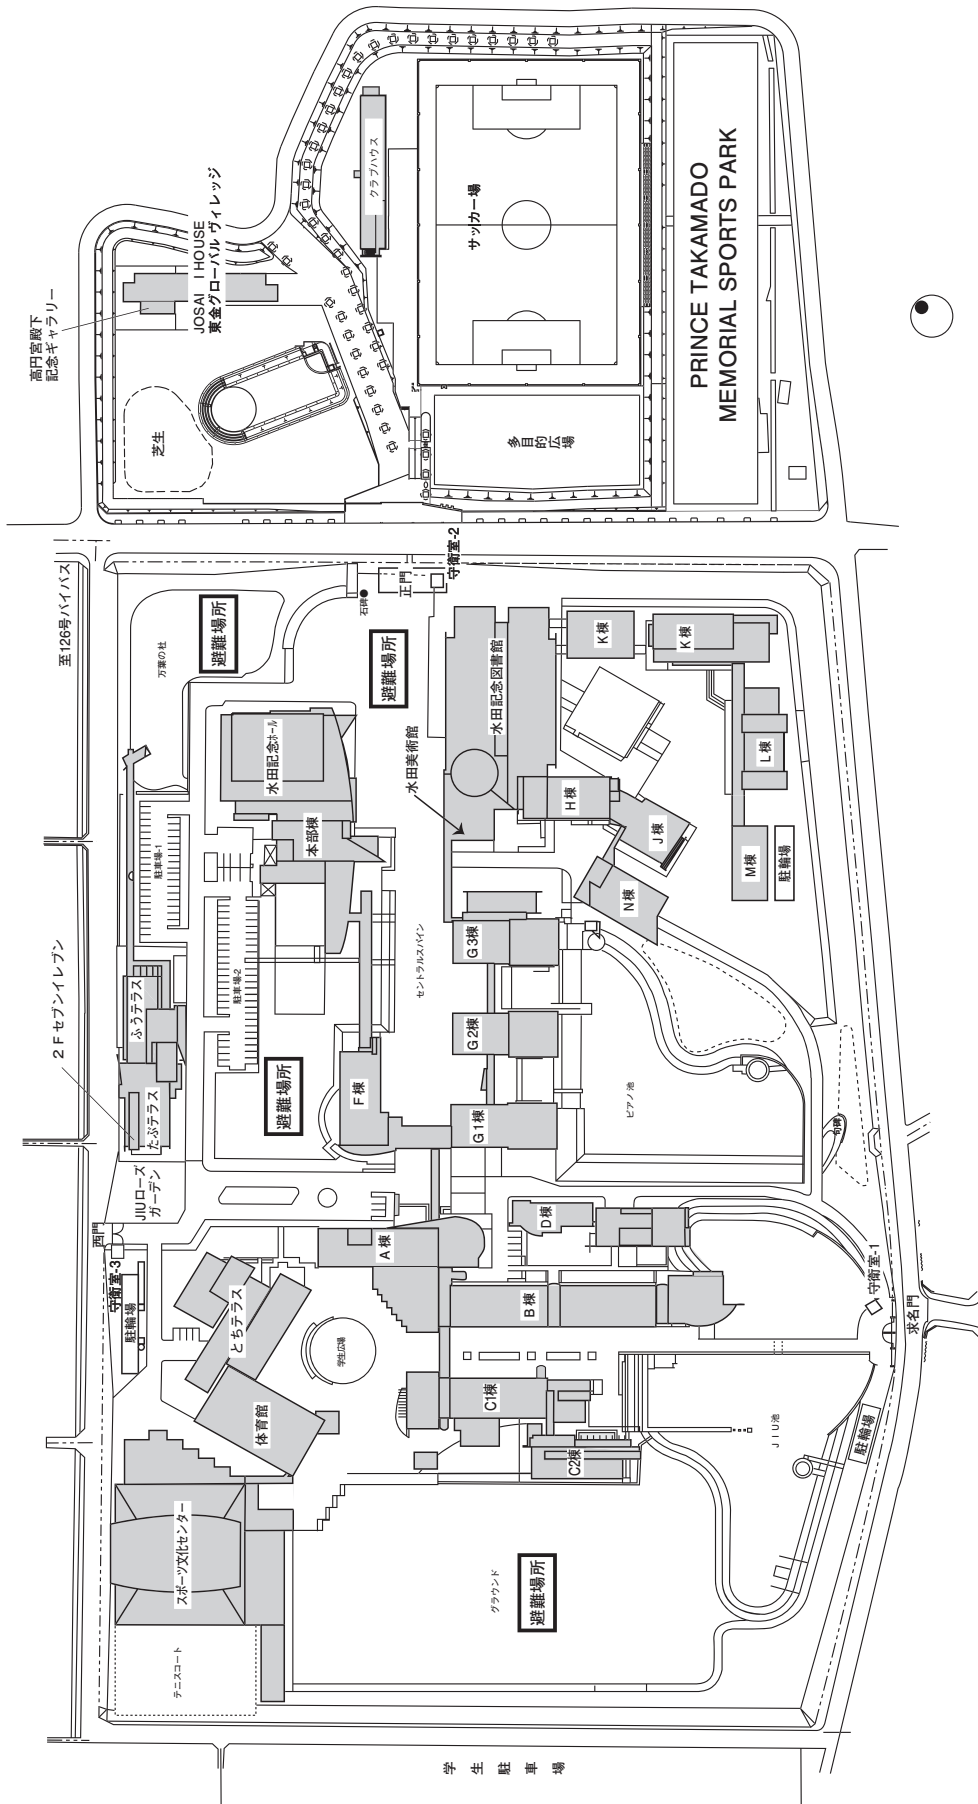 高円宮殿下
記念ギャラリー
JOSAI I HOUSE
東金グローバル ヴィレッジ
芝生
クラブハウス
サッカー場
多目的
広場
PRINCE TAKAMADO
MEMORIAL SPORTS PARK
至126号バイパス
万葉の杜
避難場所
石碑
正門
守衛室-2
避難場所
水田記念ホール
本部棟
水田記念図書館
水田美術館
K棟
K棟
L棟
H棟
J棟
M棟
駐輪場
N棟
駐車場-1
駐車場-2
2Fセブンイレブン
ふうテラス
たぶテラス
JIUローズ
ガーデン
避難場所
セントラルスパイン
F棟
G3棟
G2棟
G1棟
ピアノ池
句碑
西門
守衛室-3
駐輪場
とちテラス
A棟
D棟
B棟
学生広場
体育館
C1棟
C2棟
守衛室-1
求名門
JIU池
駐輪場
スポーツ文化センター
テニスコート
グラウンド
避難場所
学生駐車場